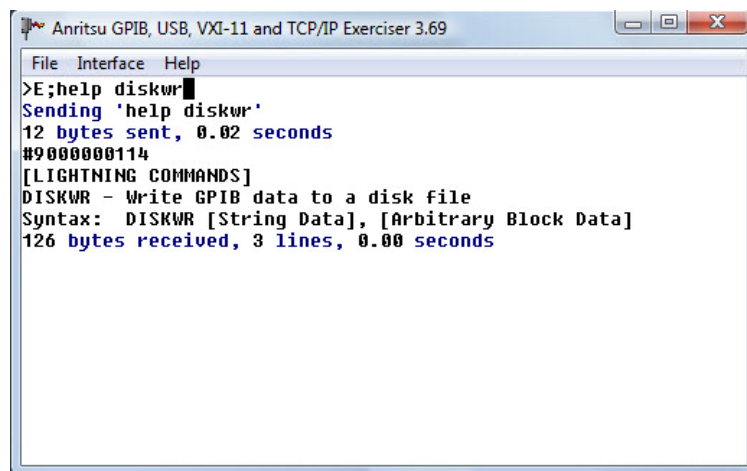 Anritsu GPIB, USB, VXI-11 and TCP/IP Exerciser 3.69
File Interface Help
>E;help diskwr
Sending 'help diskwr'
12 bytes sent, 0.02 seconds
#9000000114
[LIGHTNING COMMANDS]
DISKWR - Write GPIB data to a disk file
Syntax:  DISKWR [String Data], [Arbitrary Block Data]
126 bytes received, 3 lines, 0.00 seconds